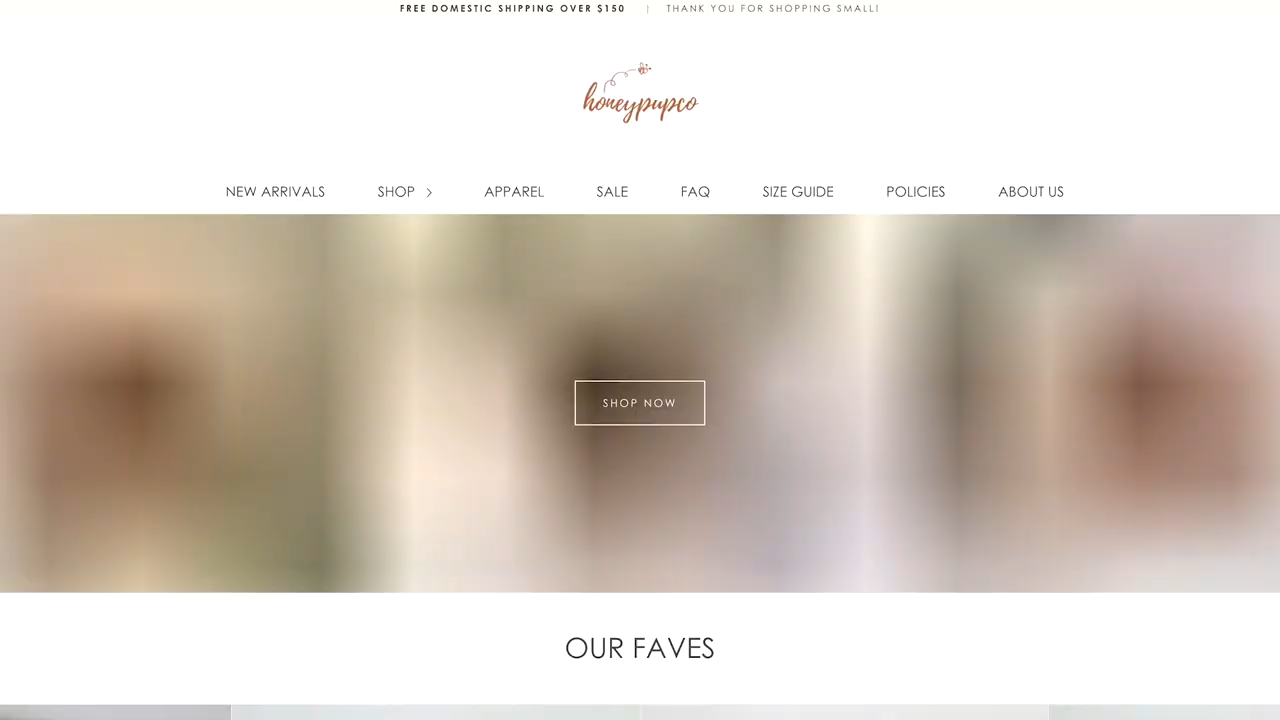 FREE DOMESTIC SHIPPING OVER $150 | THANK YOU FOR SHOPPING SMALL!
honeypupco
NEW ARRIVALS SHOP APPAREL SALE FAQ SIZE GUIDE POLICIES ABOUT US
SHOP NOW
OUR FAVES